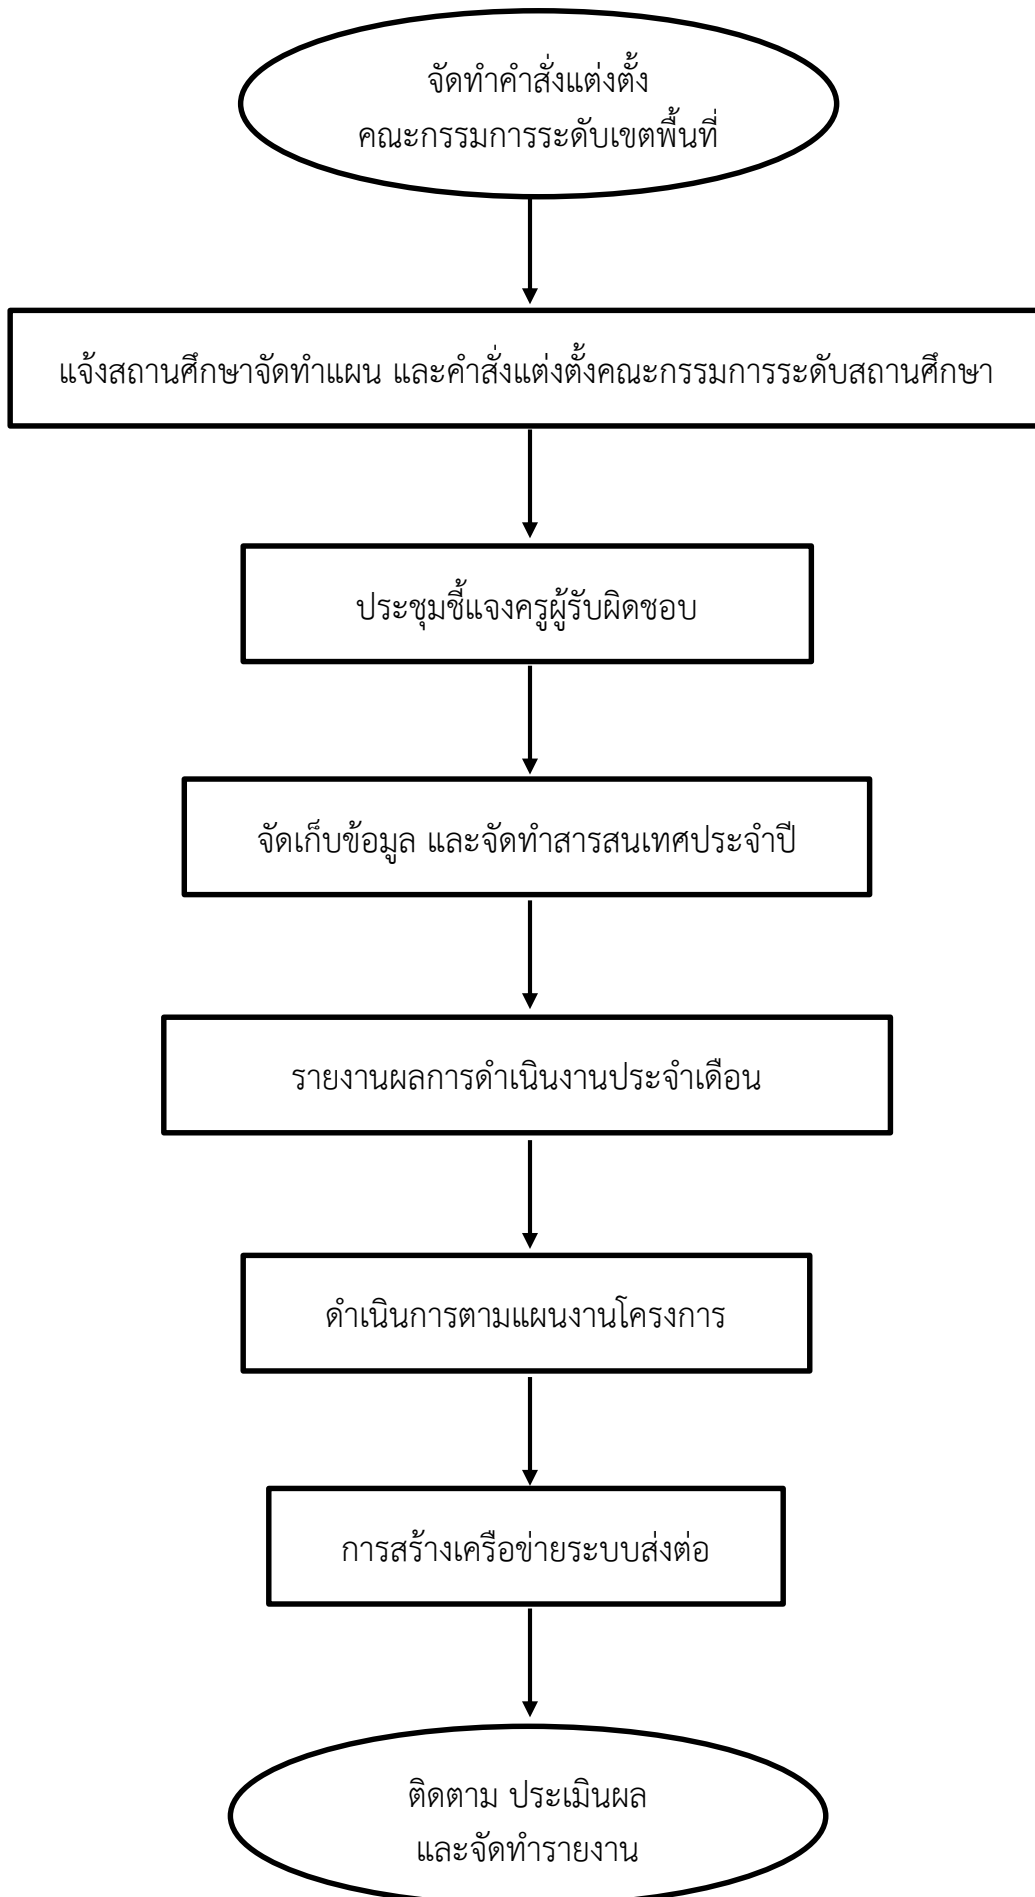 จัดทำคำสั่งแต่งตั้ง
คณะกรรมการระดับเขตพื้นที่
แจ้งสถานศึกษาจัดทำแผน และคำสั่งแต่งตั้งคณะกรรมการระดับสถานศึกษา
ประชุมชี้แจงครูผู้รับผิดชอบ
จัดเก็บข้อมูล และจัดทำสารสนเทศประจำปี
รายงานผลการดำเนินงานประจำเดือน
ดำเนินการตามแผนงานโครงการ
การสร้างเครือข่ายระบบส่งต่อ
ติดตาม ประเมินผล
และจัดทำรายงาน